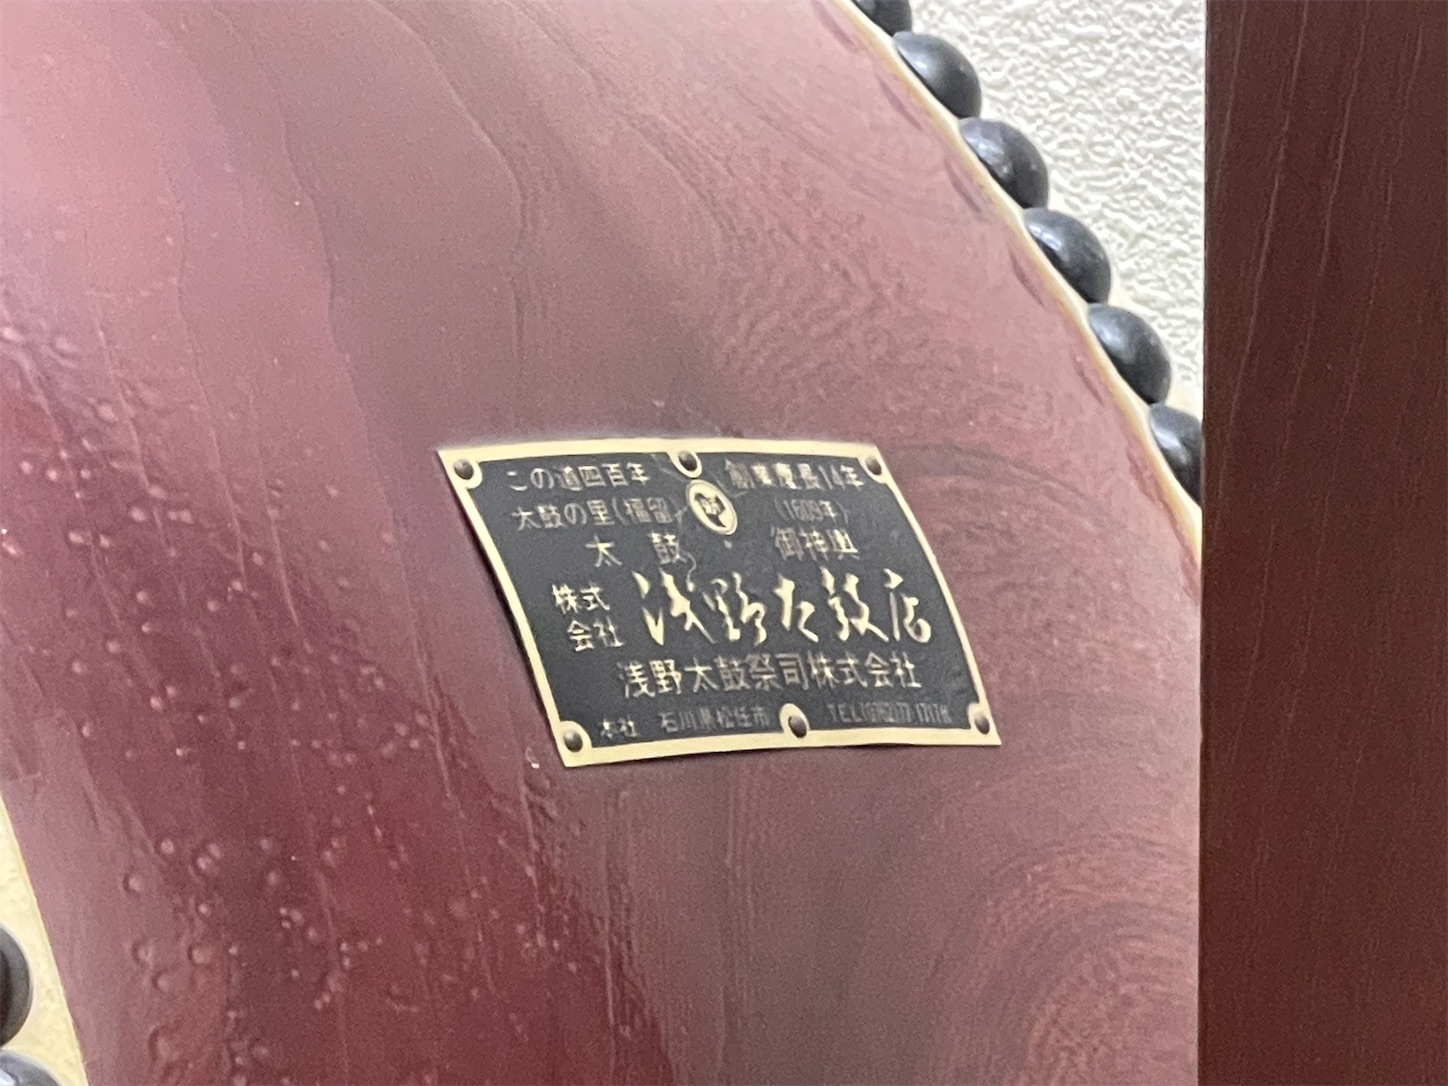 この道四百年 創業慶長14年
太鼓の里(福留) (1609年)
太鼓 御神輿
株式会社 浅野太鼓店
浅野太鼓祭司株式会社
本社 石川県松任市 TEL